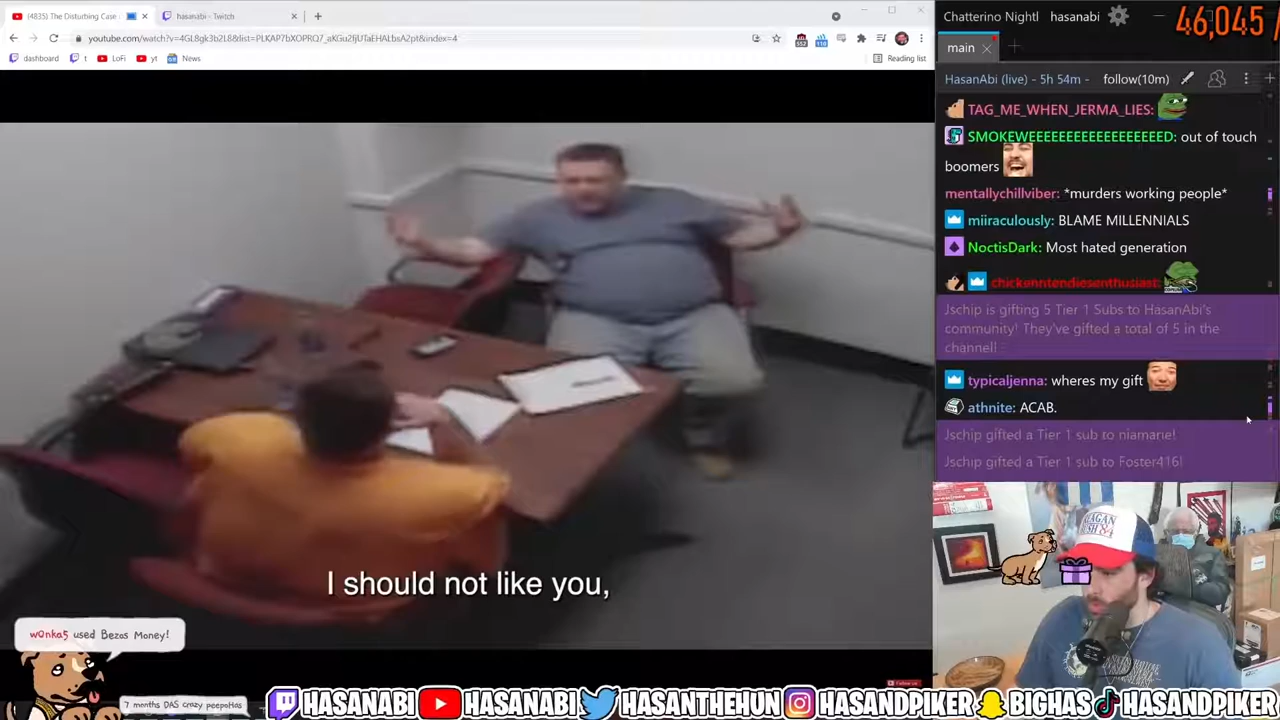 (4835) The Disturbing Case
hasanabi - Twitch
youtube.com/watch?v=4GL8gk3b2L8&list=PLKAP7bXOPRQ7_aKGu2fjUTaEHALbsA2pt&index=4
dashboard
t
LoFi
yt
News
Reading list
I should not like you,
w0nka5 used Bezos Money!
7 months DAS crazy peepoHas
Chatterino Nightl
hasanabi
46,045
main
HasanAbi (live) - 5h 54m -
follow(10m)
TAG_ME_WHEN_JERMA_LIES:
SMOKEWEEEEEEEEEEEEEEEEEED: out of touch
boomers
mentallychillviber: *murders working people*
miiraculously: BLAME MILLENNIALS
NoctisDark: Most hated generation
chickenntendiesenthusiast:
Jschip is gifting 5 Tier 1 Subs to HasanAbi's
community! They've gifted a total of 5 in the
channel!
typicaljenna: wheres my gift
athnite: ACAB.
Jschip gifted a Tier 1 sub to niamarie!
Jschip gifted a Tier 1 sub to Foster416!
HASANABI
HASANABI
HASANTHEHUN
HASANDPIKER
BIGHAS
HASANDPIKER